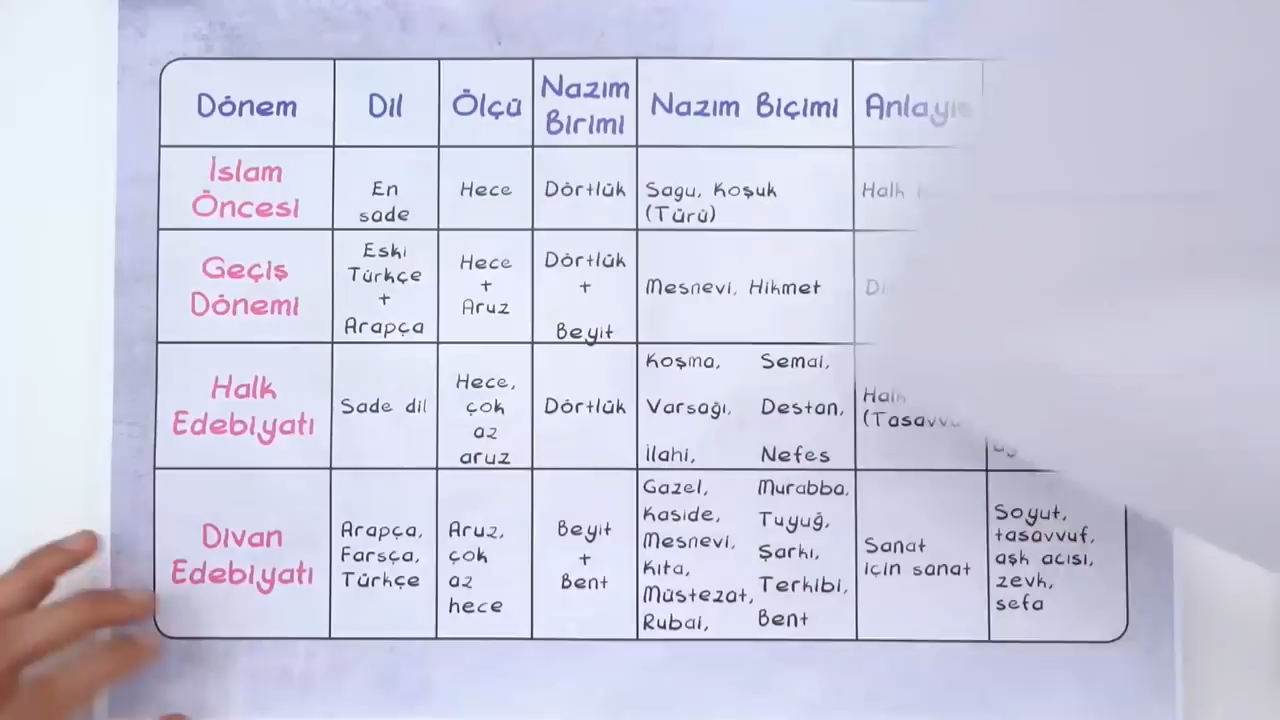 Dönem
Dil
Ölçü
Nazım
Birimi
Nazım Biçimi
Anlayış
İslam
Öncesi
En
sade
Hece
Dörtlük
Sagu, Koşuk
(Türü)
Halk
Geçiş
Dönemi
Eski
Türkçe
+
Arapça
Hece
+
Aruz
Dörtlük
+
Beyit
Mesnevi, Hikmet
Halk
Edebiyatı
Sade dil
Hece,
çok
az
aruz
Dörtlük
Koşma, Semai,
Varsağı, Destan,
İlahi, Nefes
Divan
Edebiyatı
Arapça,
Farsça,
Türkçe
Aruz,
çok
az
hece
Beyit
+
Bent
Gazel, Murabba,
Kaside, Tuyuğ,
Mesnevi, Şarkı,
Kıta, Terkibi,
Müstezat, Bent
Rubai,
Sanat
için sanat
Soyut,
tasavvuf,
aşk acısı,
zevk,
sefa